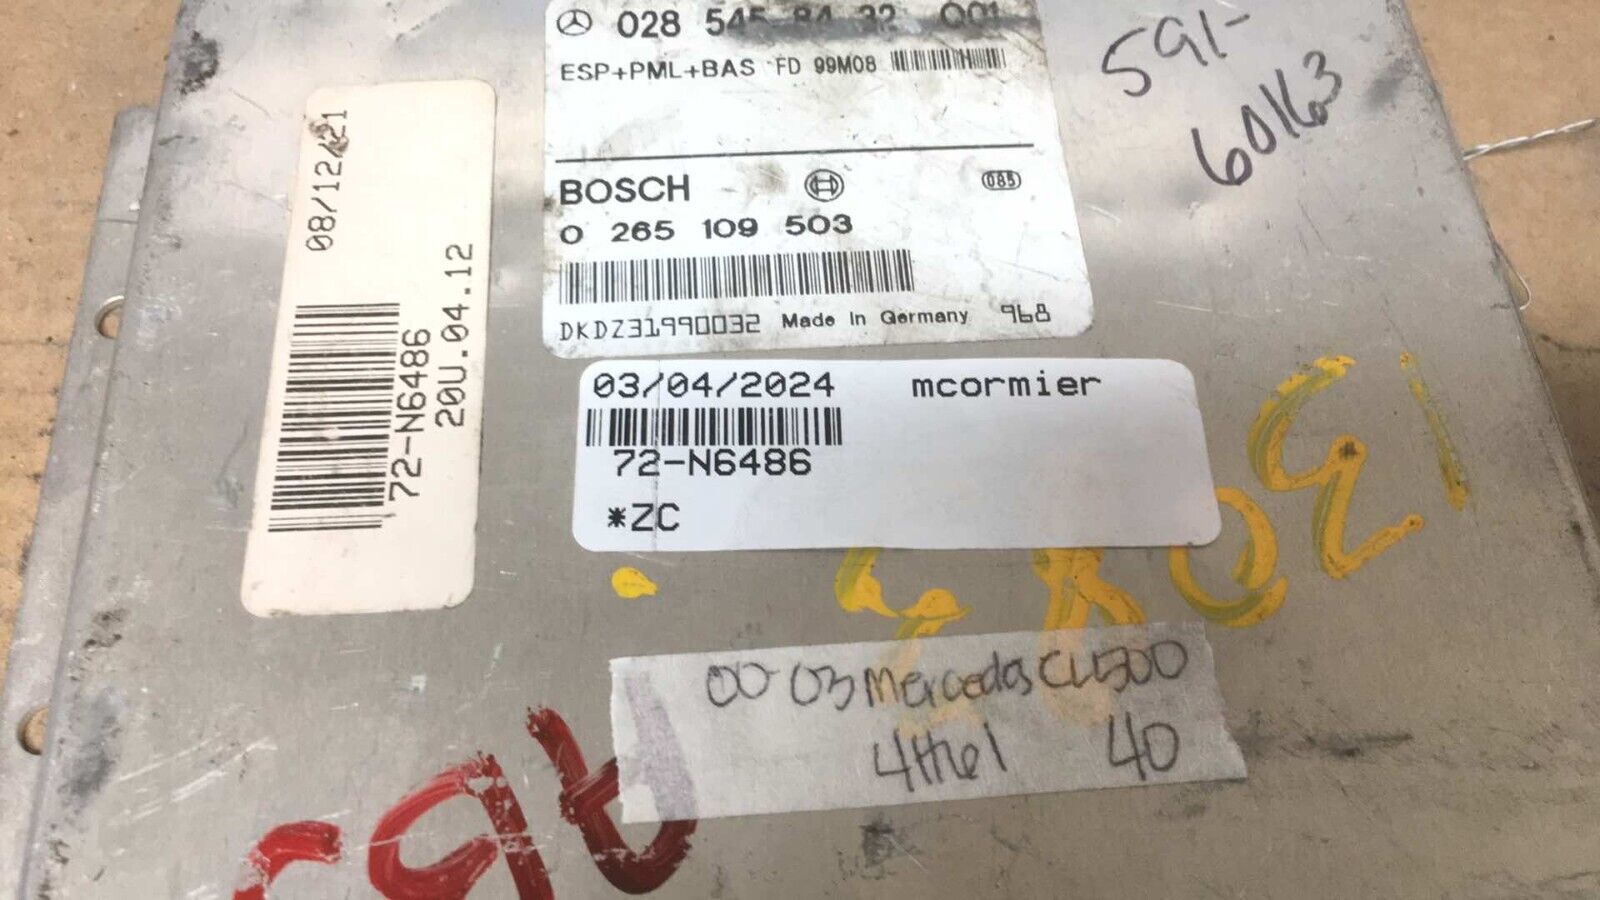 028 545 84 32 Q01
ESP+PML+BAS FD 99M08
BOSCH
085
0 265 109 503
DKDZ31990032 Made in Germany 968
591-
60163
08/12/21
72-N6486
20U.04.12
03/04/2024 mcormier
72-N6486
*ZC
00-03 Mercedes CL500
40